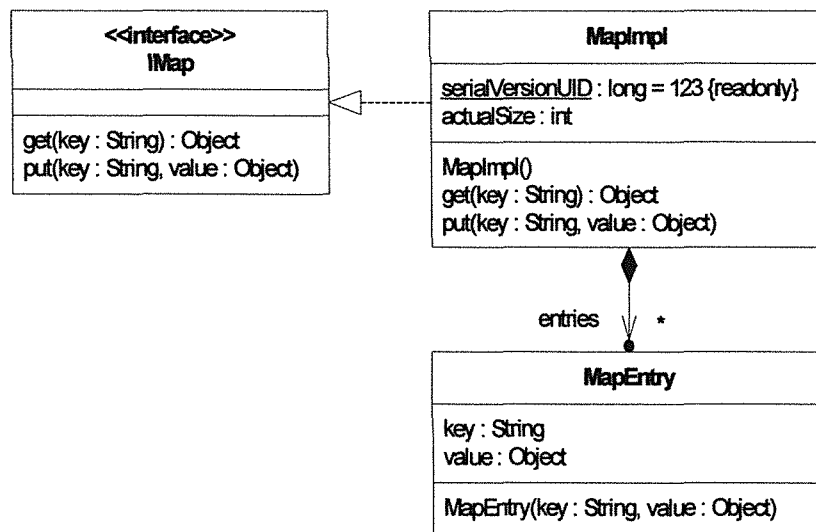 <<interface>>
IMap
get(key : String) : Object
put(key : String, value : Object)
MapImpl
serialVersionUID : long = 123 {readonly}
actualSize : int
MapImpl()
get(key : String) : Object
put(key : String, value : Object)
entries *
MapEntry
key : String
value : Object
MapEntry(key : String, value : Object)